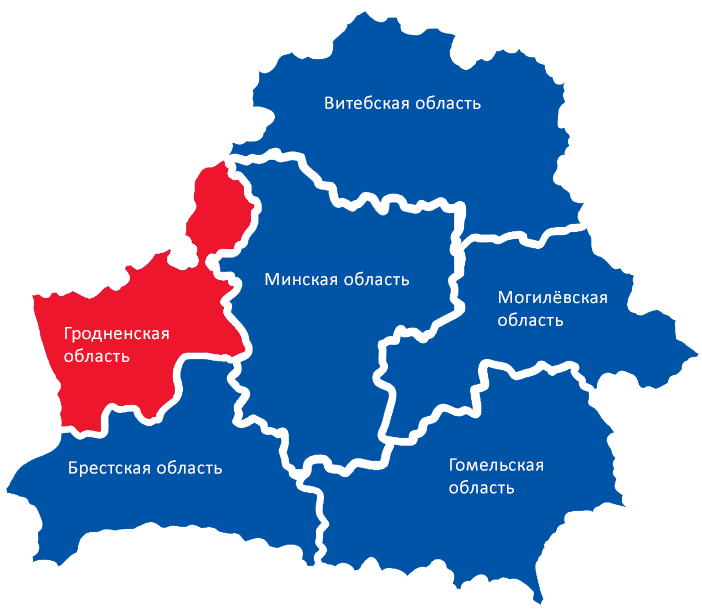 Витебская область
Минская область
Могилёвская
область
Гродненская
область
Брестская область
Гомельская
область